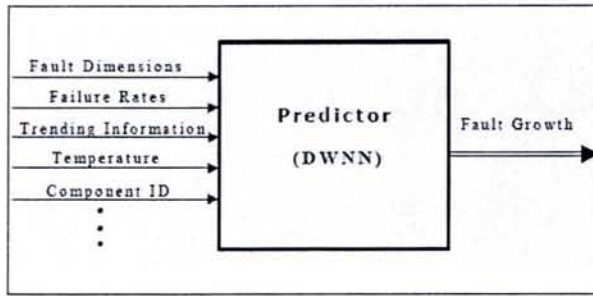 Fault Dimensions
Failure Rates
Trending Information
Temperature
Component ID
Predictor
(DWNN)
Fault Growth